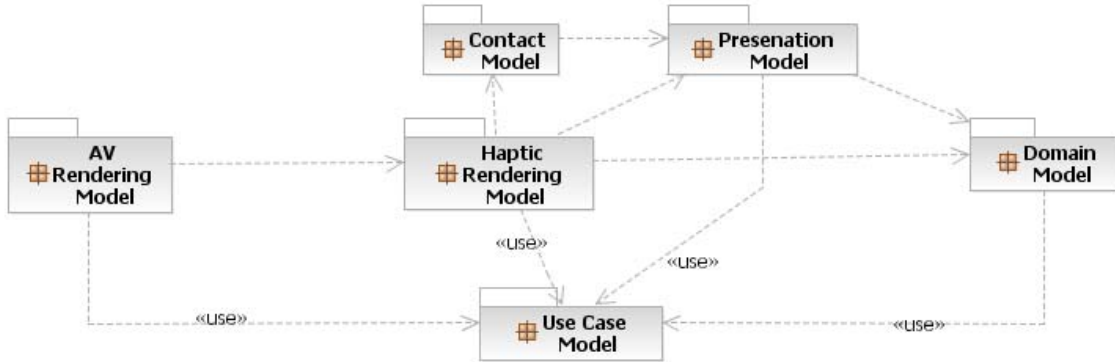 Contact
Model
Presenation
Model
AV
Rendering
Model
Haptic
Rendering
Model
Domain
Model
«use»
«use»
«use»
«use»
Use Case
Model